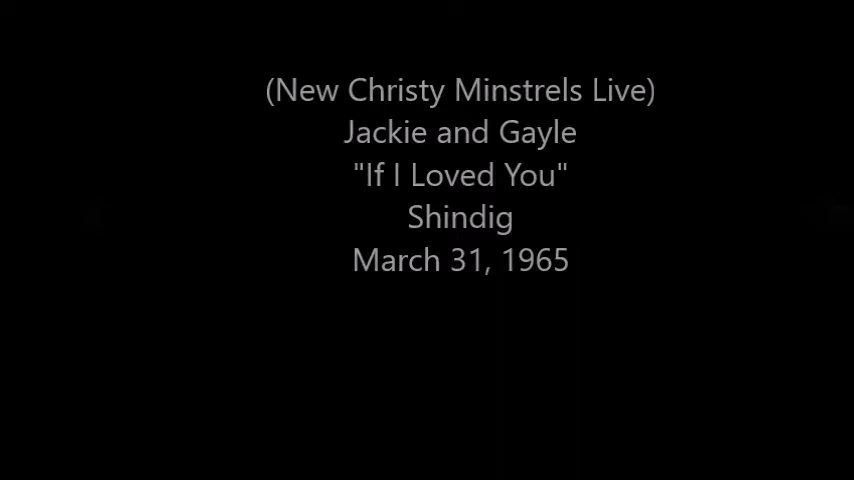 (New Christy Minstrels Live)
Jackie and Gayle
"If I Loved You"
Shindig
March 31, 1965